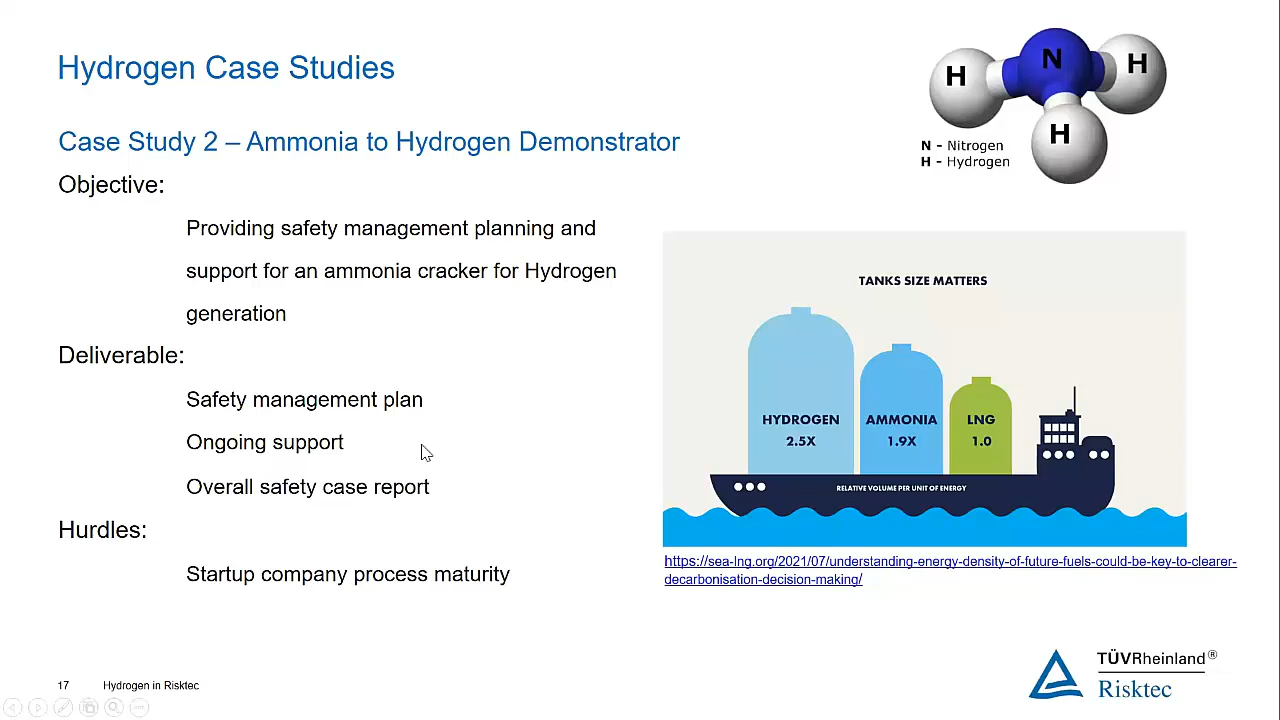 Hydrogen Case Studies
Case Study 2 – Ammonia to Hydrogen Demonstrator
Objective:
Providing safety management planning and
support for an ammonia cracker for Hydrogen
generation
Deliverable:
Safety management plan
Ongoing support
Overall safety case report
Hurdles:
Startup company process maturity
H
N
H
H
N - Nitrogen
H - Hydrogen
TANKS SIZE MATTERS
HYDROGEN
2.5X
AMMONIA
1.9X
LNG
1.0
RELATIVE VOLUME PER UNIT OF ENERGY
https://sea-lng.org/2021/07/understanding-energy-density-of-future-fuels-could-be-key-to-clearer-
decarbonisation-decision-making/
17 Hydrogen in Risktec
TÜVRheinland®
Risktec